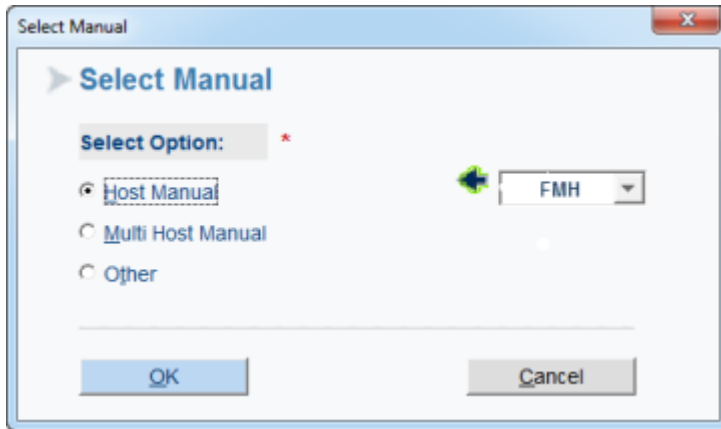 Select Manual
Select Manual
Select Option: *
Host Manual
FMH
Multi Host Manual
Other
OK
Cancel